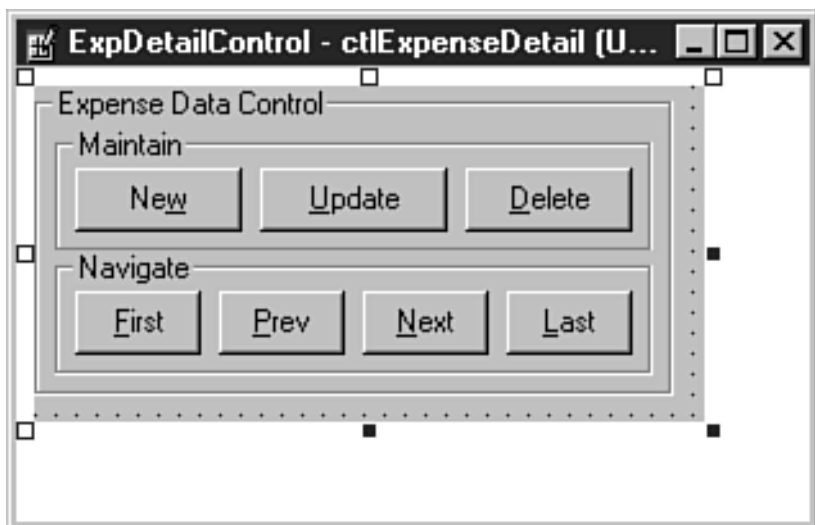 ExpDetailControl - ctlExpenseDetail (U...
Expense Data Control
Maintain
New Update Delete
Navigate
First Prev Next Last